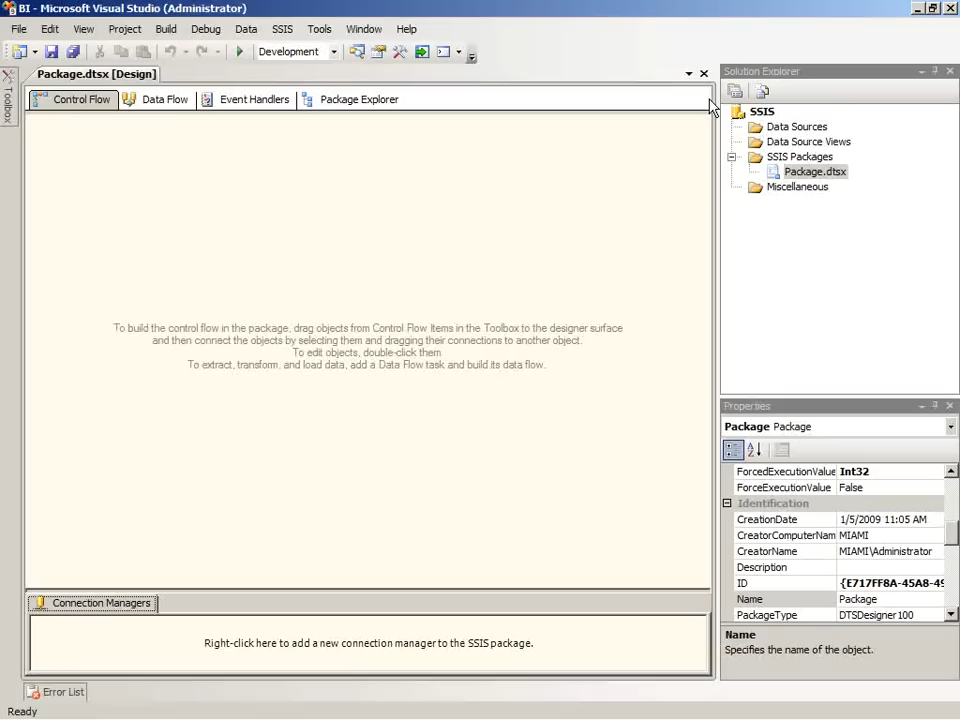 BI - Microsoft Visual Studio (Administrator)
File Edit View Project Build Debug Data SSIS Tools Window Help
Development
Toolbox
Package.dtsx [Design]
Control Flow Data Flow Event Handlers Package Explorer
To build the control flow in the package, drag objects from Control Flow Items in the Toolbox to the designer surface
and then connect the objects by selecting them and dragging their connections to another object.
To edit objects, double-click them
To extract, transform, and load data, add a Data Flow task and build its data flow.
Connection Managers
Right-click here to add a new connection manager to the SSIS package.
Error List
Ready
Solution Explorer
SSIS
Data Sources
Data Source Views
SSIS Packages
Package.dtsx
Miscellaneous
Properties
Package Package
ForcedExecutionValue Int32
ForceExecutionValue False
Identification
CreationDate 1/5/2009 11:05 AM
CreatorComputerNam MIAMI
CreatorName MIAMI\Administrator
Description
ID {E717FF8A-45A8-49
Name Package
PackageType DTSDesigner100
Name
Specifies the name of the object.